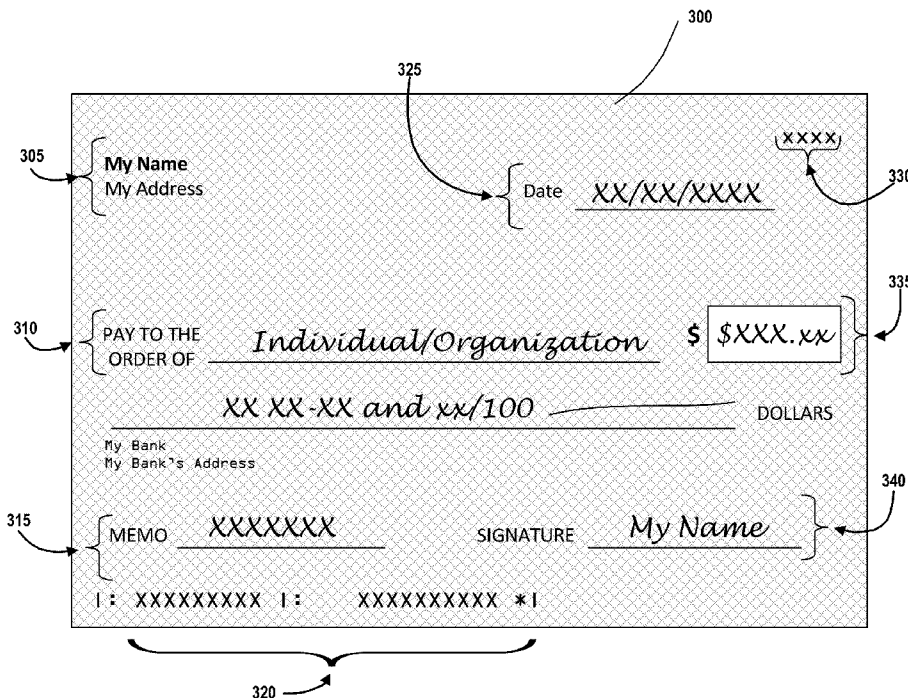 300
325
XXXX
305
My Name
My Address
Date XX/XX/XXXX
330
335
310
PAY TO THE
ORDER OF Individual/Organization $ $XXX.xx
XX XX-XX and xx/100 DOLLARS
My Bank
My Bank's Address
340
315
MEMO XXXXXXX SIGNATURE My Name
|: XXXXXXXXX |: XXXXXXXXXX *|
320